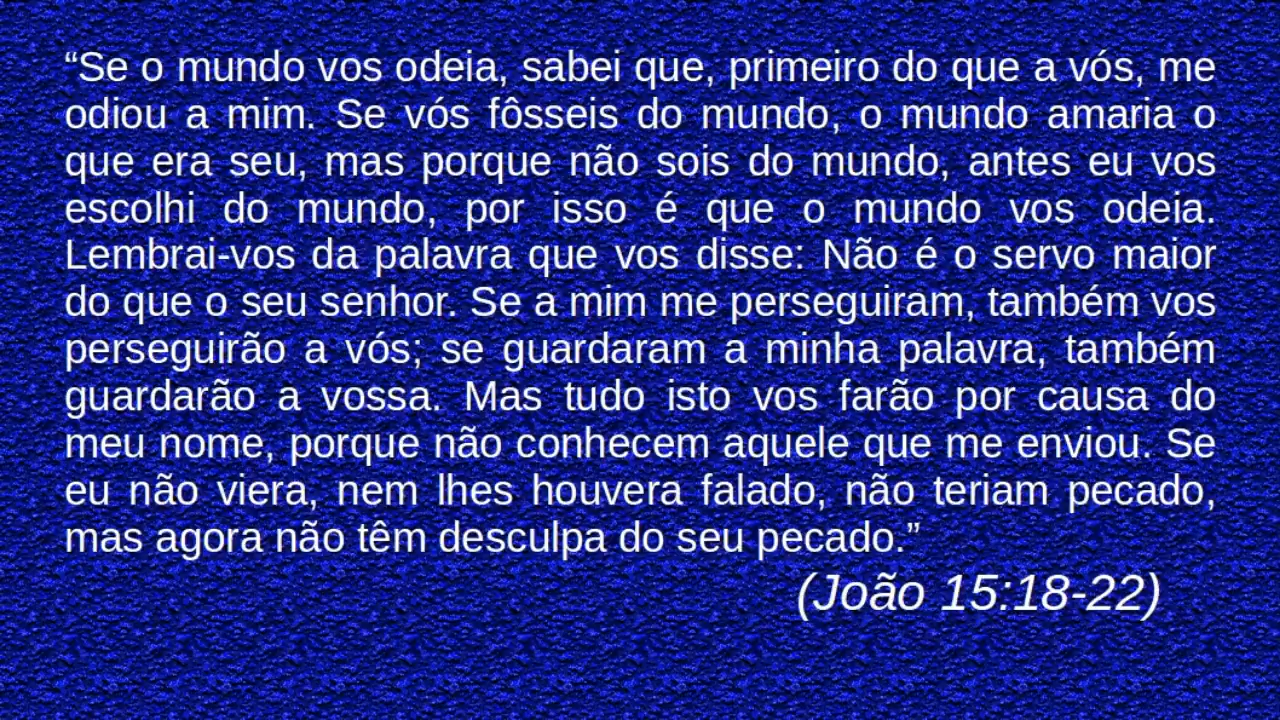 “Se o mundo vos odeia, sabei que, primeiro do que a vós, me
odiou a mim. Se vós fôsseis do mundo, o mundo amaria o
que era seu, mas porque não sois do mundo, antes eu vos
escolhi do mundo, por isso é que o mundo vos odeia.
Lembrai-vos da palavra que vos disse: Não é o servo maior
do que o seu senhor. Se a mim me perseguiram, também vos
perseguirão a vós; se guardaram a minha palavra, também
guardarão a vossa. Mas tudo isto vos farão por causa do
meu nome, porque não conhecem aquele que me enviou. Se
eu não viera, nem lhes houvera falado, não teriam pecado,
mas agora não têm desculpa do seu pecado.”
(João 15:18-22)